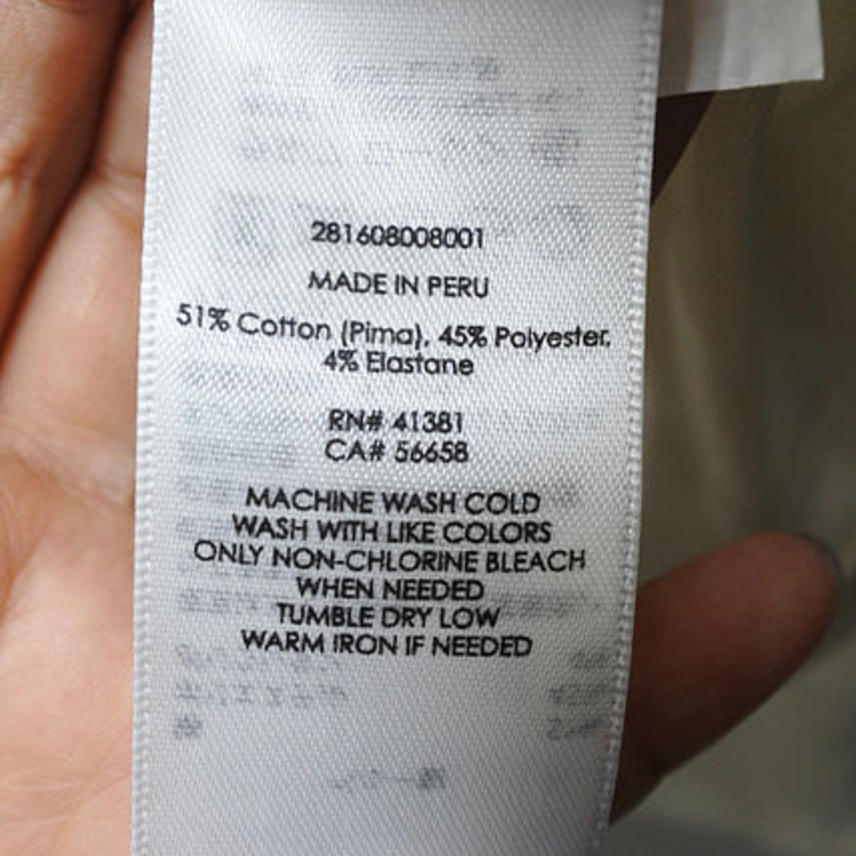 281608008001
MADE IN PERU
51% Cotton (Pima), 45% Polyester,
4% Elastane
RN# 41381
CA# 56658
MACHINE WASH COLD
WASH WITH LIKE COLORS
ONLY NON-CHLORINE BLEACH
WHEN NEEDED
TUMBLE DRY LOW
WARM IRON IF NEEDED